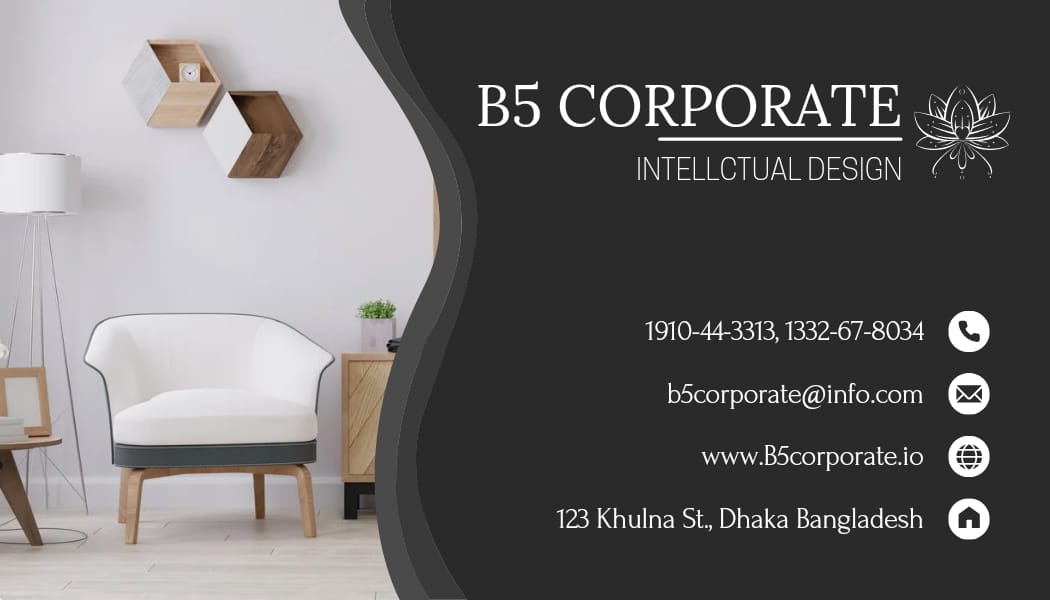 B5 CORPORATE
INTELLCTUAL DESIGN
1910-44-3313, 1332-67-8034
b5corporate@info.com
www.B5corporate.io
123 Khulna St., Dhaka Bangladesh